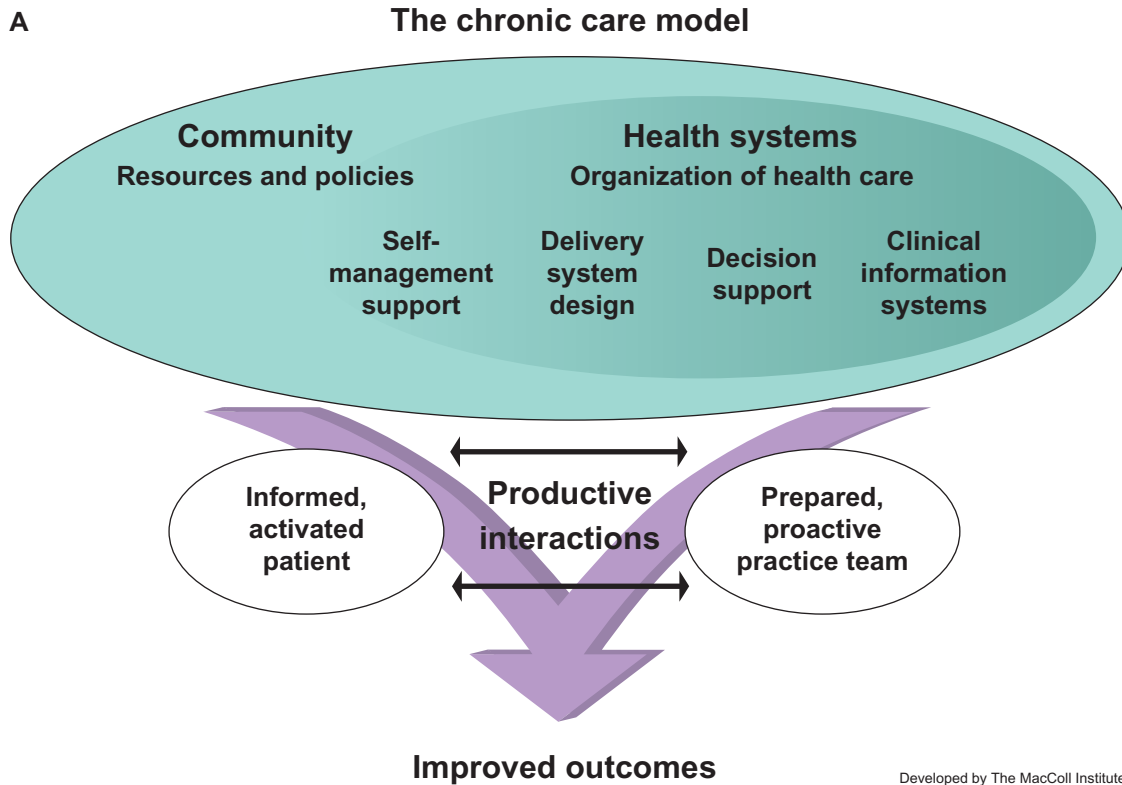 A
The chronic care model
Community
Resources and policies
Health systems
Organization of health care
Self-
management
support
Delivery
system
design
Decision
support
Clinical
information
systems
Informed,
activated
patient
Productive
interactions
Prepared,
proactive
practice team
Improved outcomes
Developed by The MacColl Institute